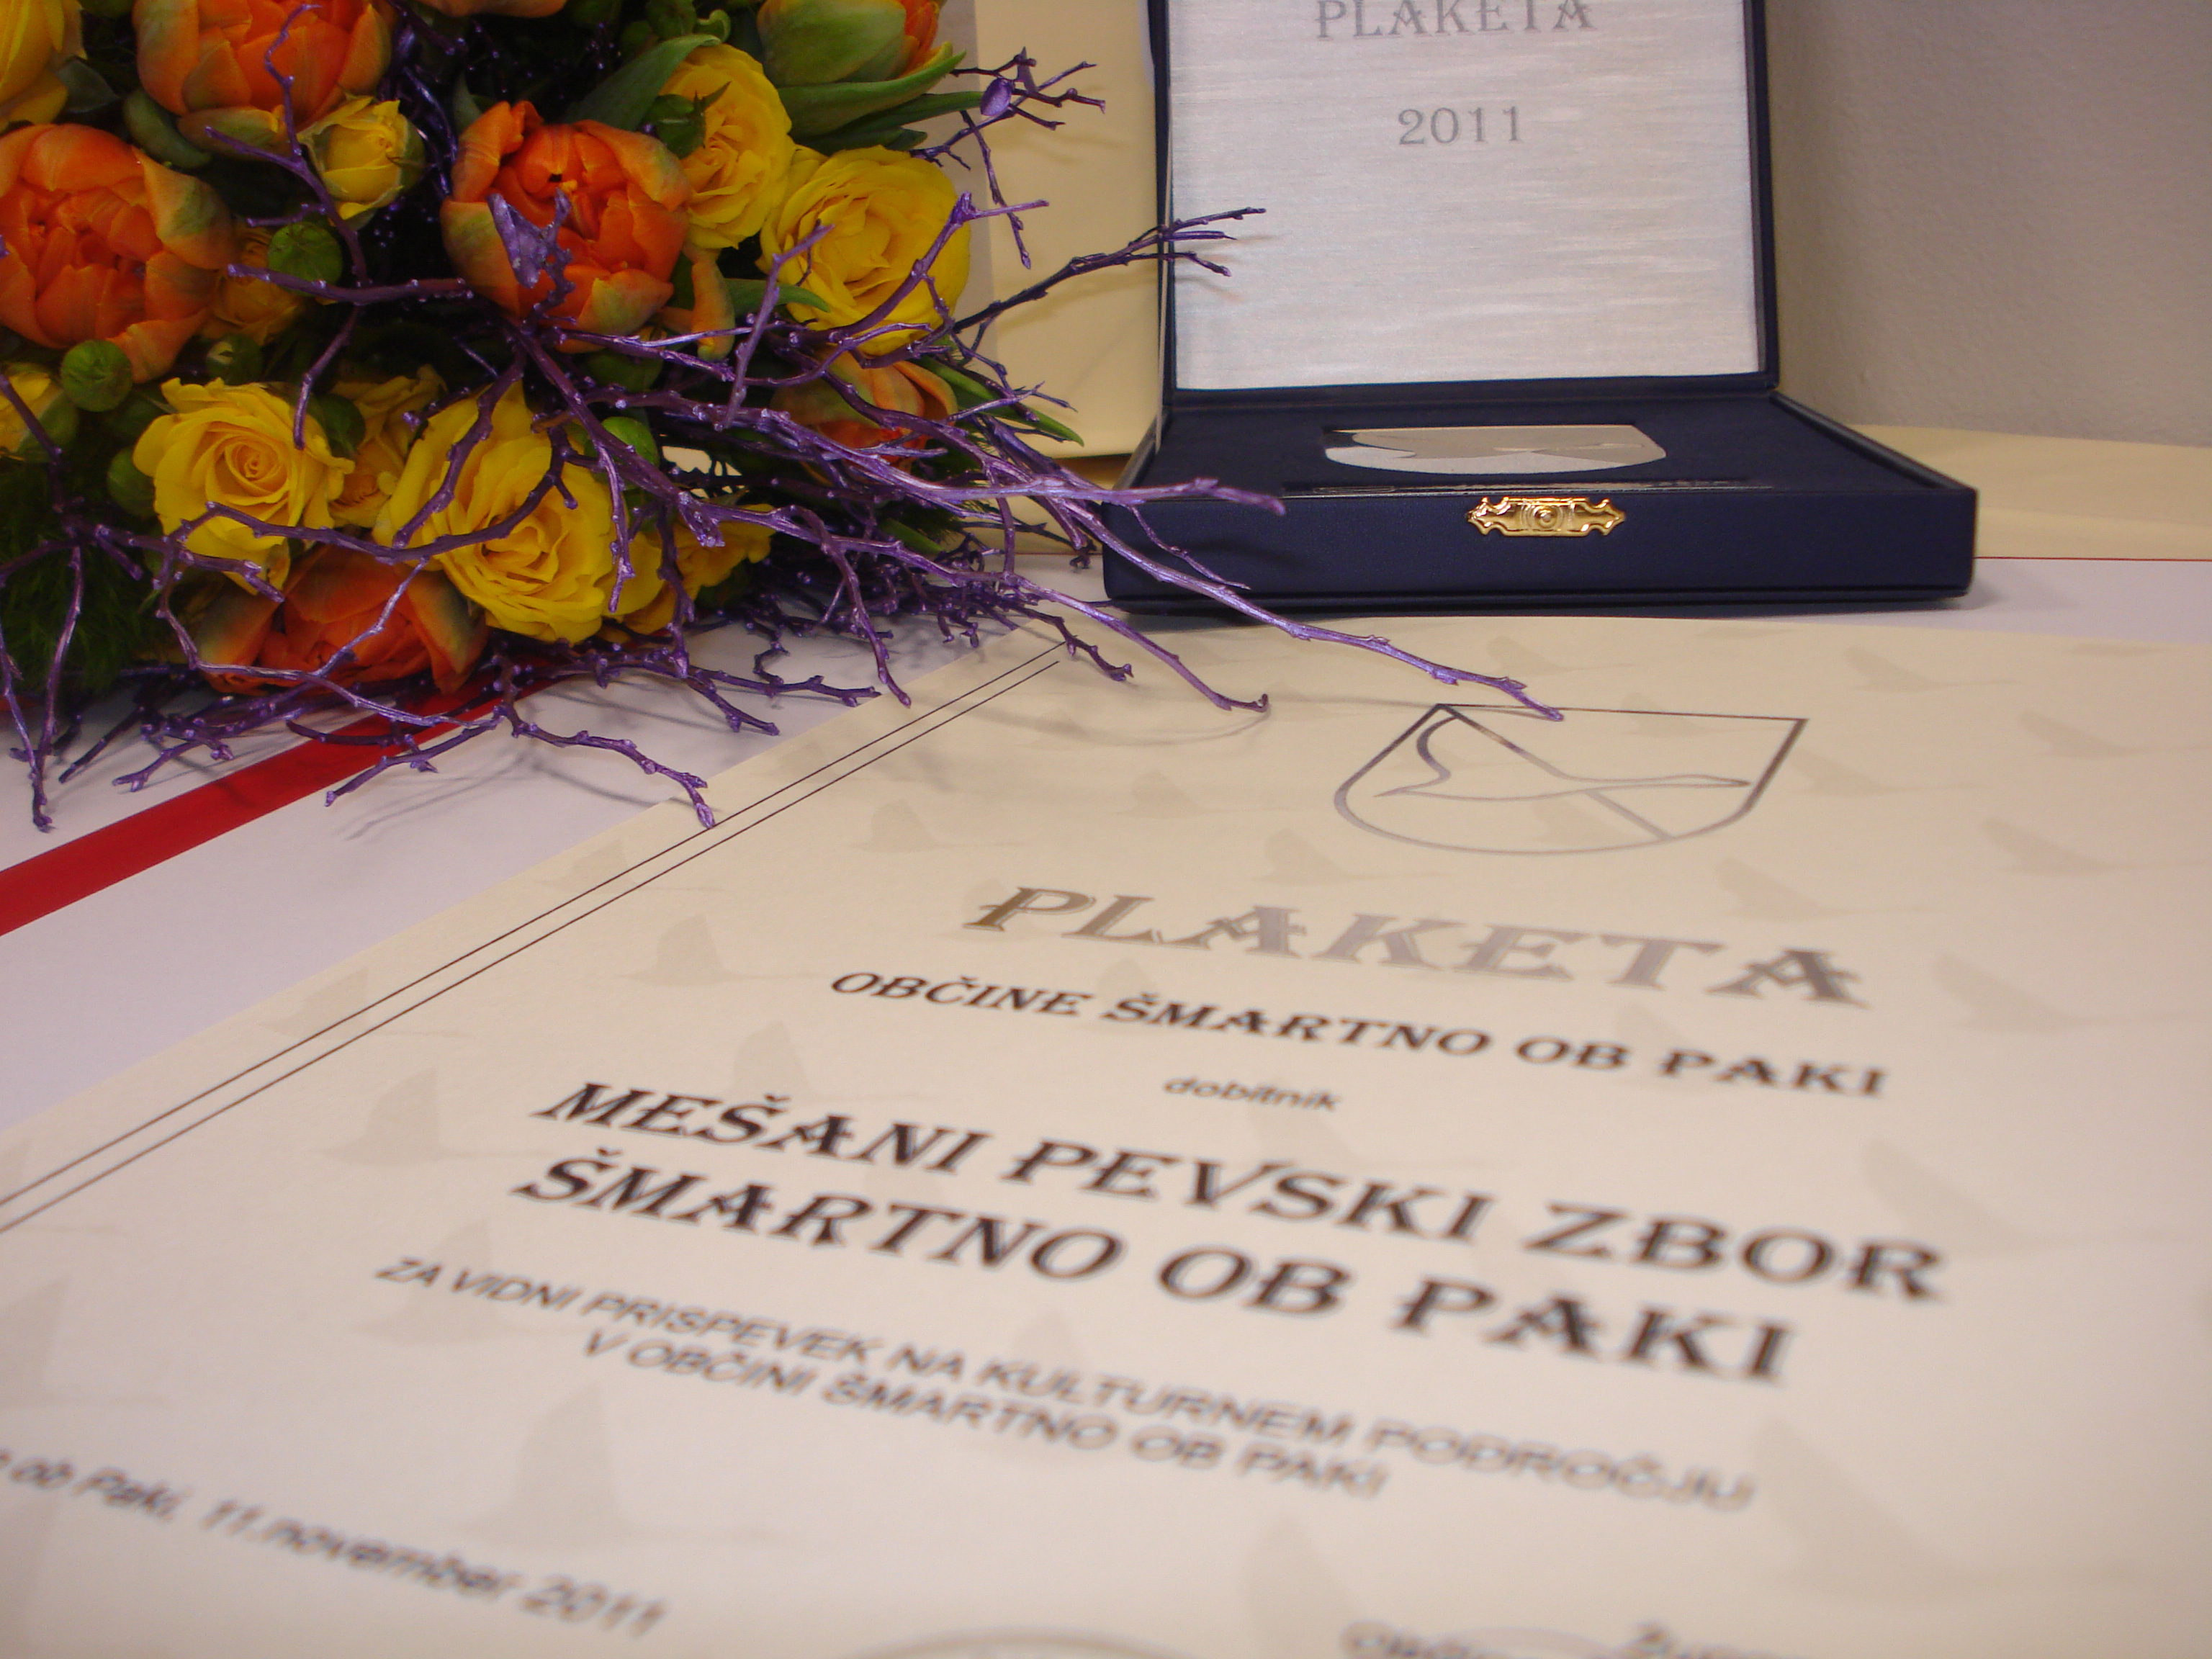 PLAKETA
2011
PLAKETA
OBČINE ŠMARTNO OB PAKI
dobitnik
MEŠANI PEVSKI ZBOR
ŠMARTNO OB PAKI
ZA VIDNI PRISPEVEK NA KULTURNEM PODROČJU
V OBČINI ŠMARTNO OB PAKI
ob Paki, 11.november 2011